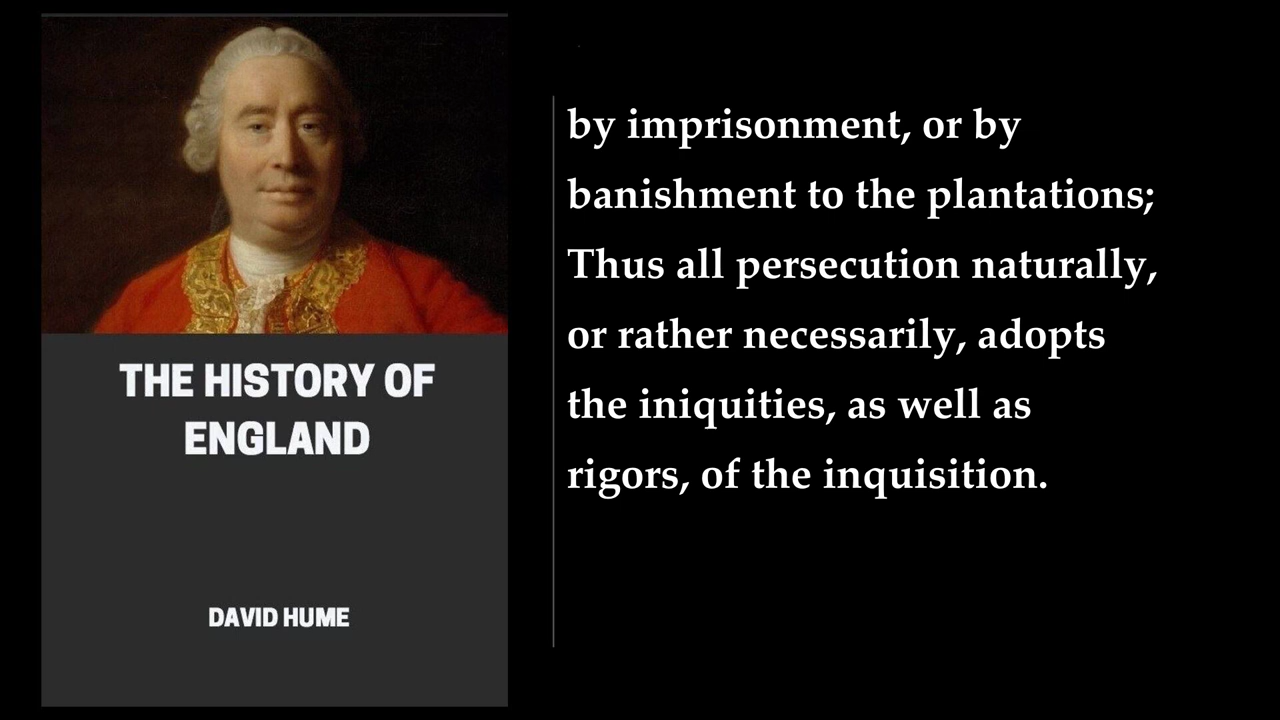 THE HISTORY OF
ENGLAND
DAVID HUME
by imprisonment, or by
banishment to the plantations;
Thus all persecution naturally,
or rather necessarily, adopts
the iniquities, as well as
rigors, of the inquisition.